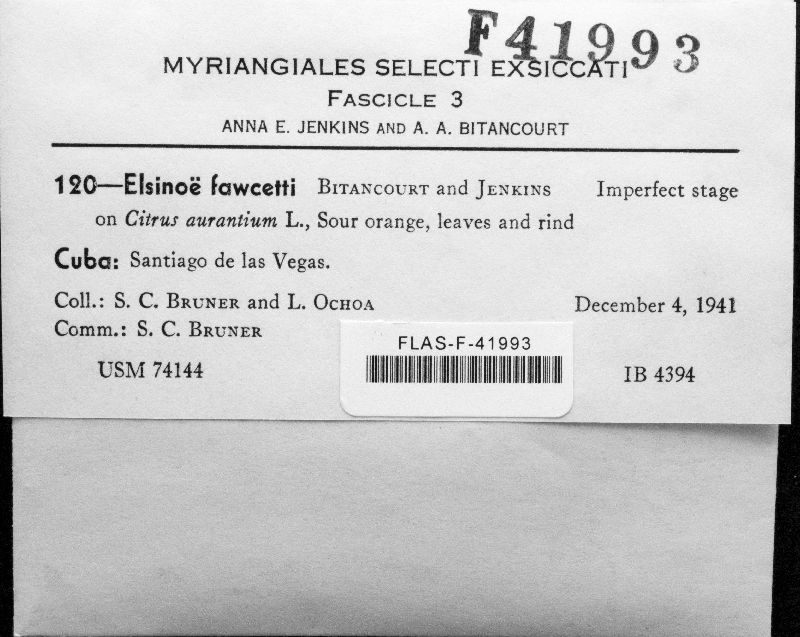 F41993
MYRIANGIALES SELECTI EXSICCATI
FASCICLE 3
ANNA E. JENKINS AND A. A. BITANCOURT
120—Elsinoë fawcetti BITANCOURT and JENKINS Imperfect stage
on Citrus aurantium L., Sour orange, leaves and rind
Cuba: Santiago de las Vegas.
Coll.: S. C. BRUNER and L. OCHOA December 4, 1941
Comm.: S. C. BRUNER
FLAS-F-41993
USM 74144 IB 4394